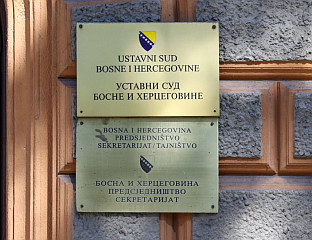 USTAVNI SUD
BOSNE I HERCEGOVINE
УСТАВНИ СУД
БОСНЕ И ХЕРЦЕГОВИНЕ
BOSNA I HERCEGOVINA
PREDSJEDNIŠTVO
SEKRETARIJAT/TAJNIŠTVO
БОСНА И ХЕРЦЕГОВИНА
ПРЕДСЈЕДНИШТВО
СЕКРЕТАРИЈАТ